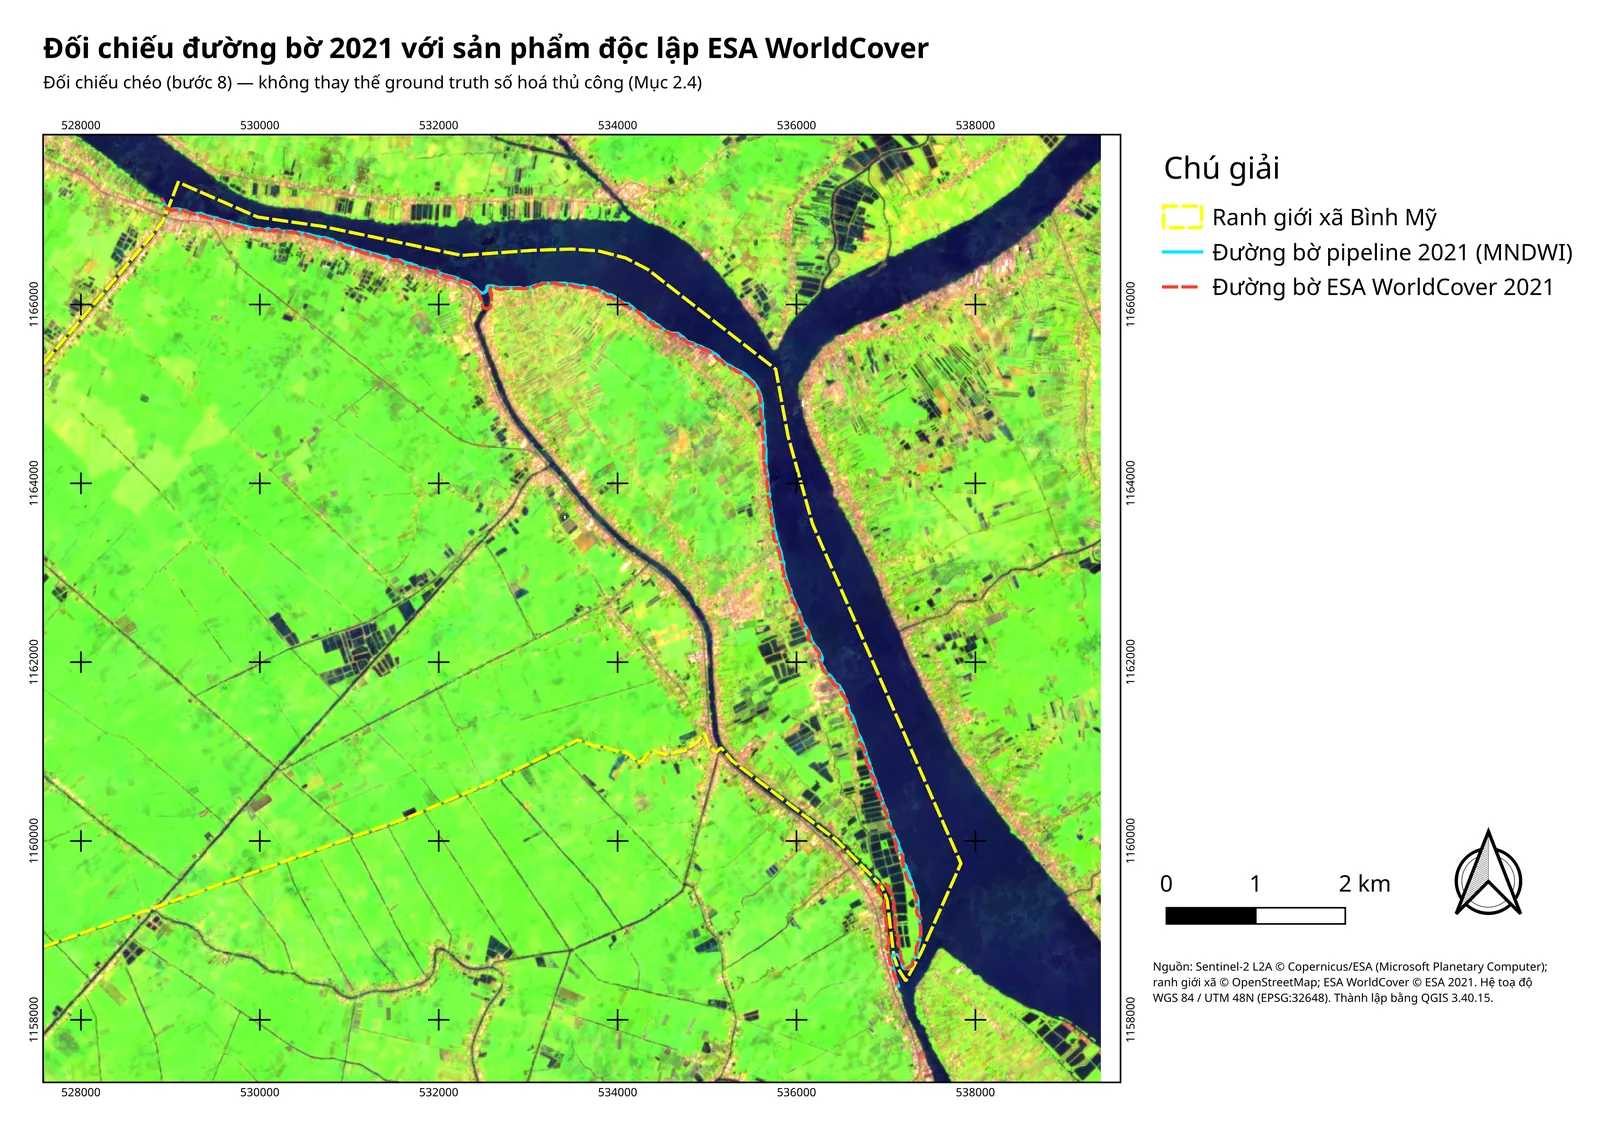 Đối chiếu đường bờ 2021 với sản phẩm độc lập ESA WorldCover
Đối chiếu chéo (bước 8) — không thay thế ground truth số hoá thủ công (Mục 2.4)
528000 530000 532000 534000 536000 538000
1166000 1166000
1164000 1164000
1162000 1162000
1160000 1160000
1158000 1158000
528000 530000 532000 534000 536000 538000
Chú giải
Ranh giới xã Bình Mỹ
Đường bờ pipeline 2021 (MNDWI)
Đường bờ ESA WorldCover 2021
0 1 2 km
Nguồn: Sentinel-2 L2A © Copernicus/ESA (Microsoft Planetary Computer);
ranh giới xã © OpenStreetMap; ESA WorldCover © ESA 2021. Hệ toạ độ
WGS 84 / UTM 48N (EPSG:32648). Thành lập bằng QGIS 3.40.15.